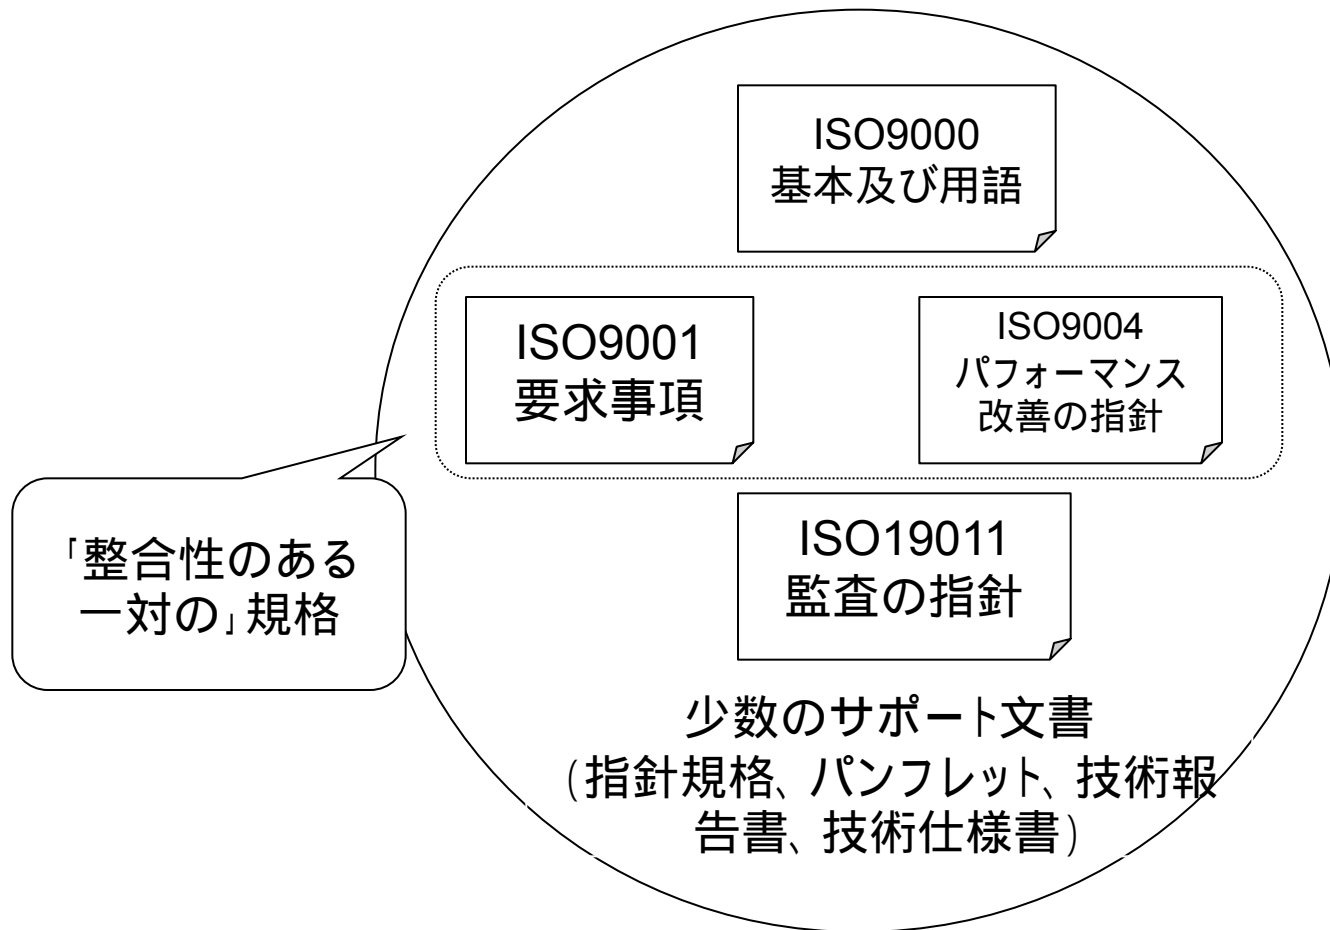 ISO9000
基本及び用語
ISO9001
要求事項
ISO9004
パフォーマンス
改善の指針
「整合性のある
一対の」規格
ISO19011
監査の指針
少数のサポート文書
(指針規格、パンフレット、技術報
告書、技術仕様書)